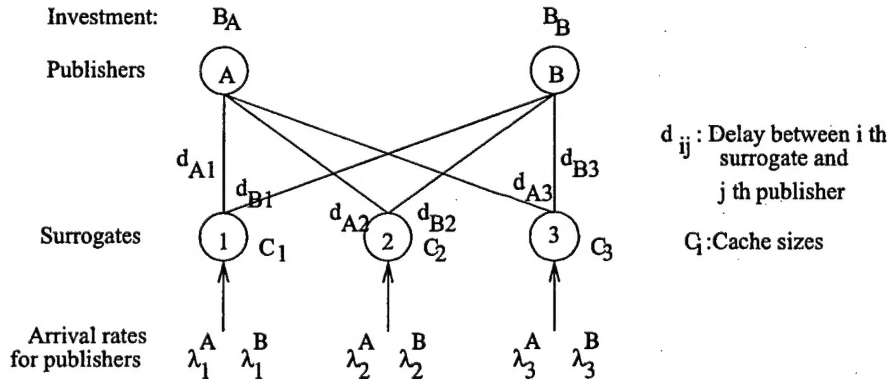 Investment: B_A B_B
Publishers A B
d_ij : Delay between i th
surrogate and
j th publisher
d_A1 d_B3
d_B1 d_A3
d_A2 d_B2
Surrogates 1 C_1 2 C_2 3 C_3
C_i :Cache sizes
Arrival rates
for publishers λ_1^A λ_1^B λ_2^A λ_2^B λ_3^A λ_3^B